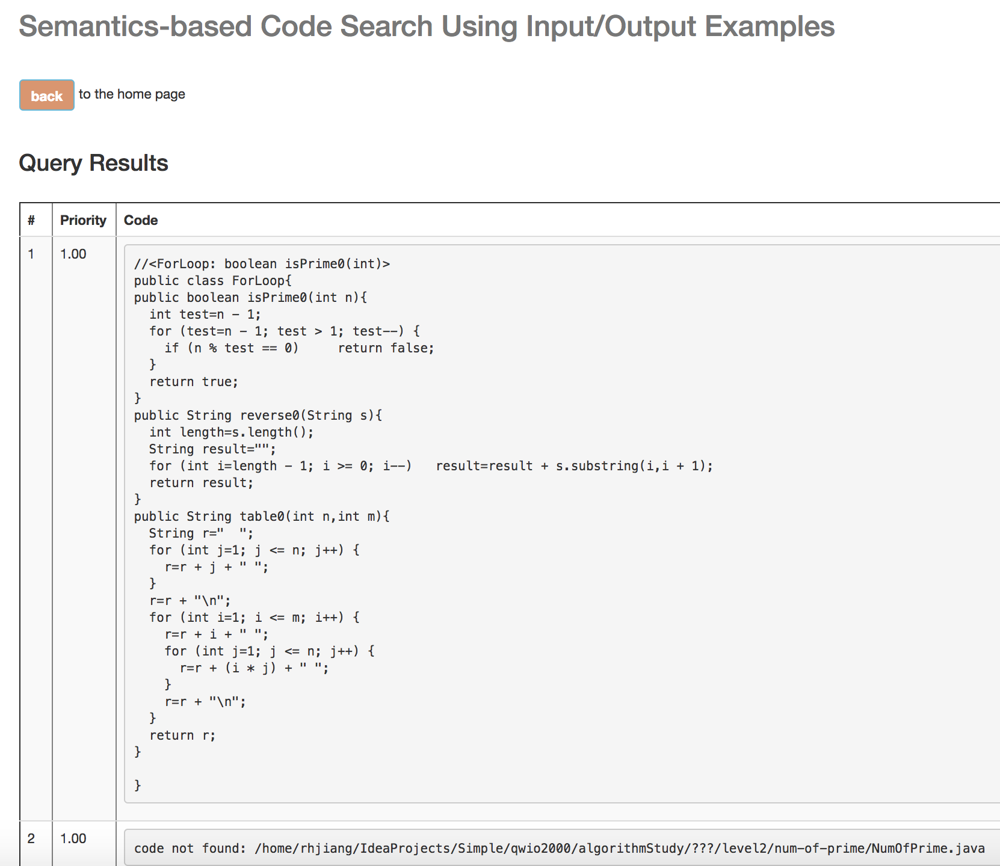 Semantics-based Code Search Using Input/Output Examples
back to the home page
Query Results
# Priority Code
1 1.00
//<ForLoop: boolean isPrime0(int)>
public class ForLoop{
public boolean isPrime0(int n){
  int test=n - 1;
  for (test=n - 1; test > 1; test--) {
    if (n % test == 0)     return false;
  }
  return true;
}
public String reverse0(String s){
  int length=s.length();
  String result="";
  for (int i=length - 1; i >= 0; i--)   result=result + s.substring(i,i + 1);
  return result;
}
public String table0(int n,int m){
  String r="  ";
  for (int j=1; j <= n; j++) {
    r=r + j + " ";
  }
  r=r + "\n";
  for (int i=1; i <= m; i++) {
    r=r + i + " ";
    for (int j=1; j <= n; j++) {
      r=r + (i * j) + " ";
    }
    r=r + "\n";
  }
  return r;
}
}
2 1.00
code not found: /home/rhjiang/IdeaProjects/Simple/qwio2000/algorithmStudy/???/level2/num-of-prime/NumOfPrime.java